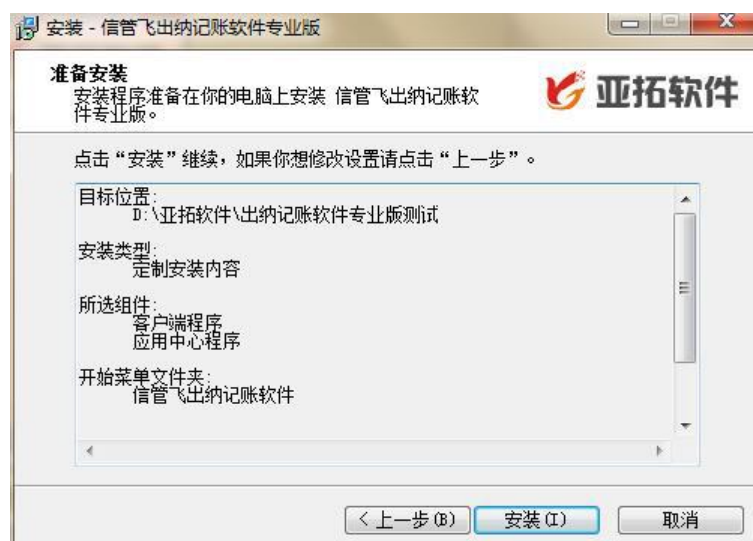 安装 - 信管飞出纳记账软件专业版
准备安装
安装程序准备在你的电脑上安装 信管飞出纳记账软
件专业版。
亚拓软件
点击“安装”继续，如果你想修改设置请点击“上一步”。
目标位置:
D:\亚拓软件\出纳记账软件专业版测试
安装类型:
定制安装内容
所选组件:
客户端程序
应用中心程序
开始菜单文件夹:
信管飞出纳记账软件
< 上一步(B)
安装(I)
取消